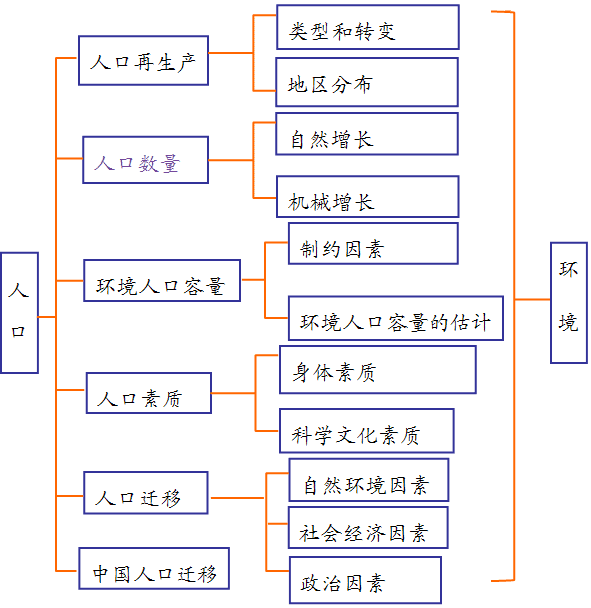 人口
人口再生产
类型和转变
地区分布
人口数量
自然增长
机械增长
环境人口容量
制约因素
环境人口容量的估计
人口素质
身体素质
科学文化素质
人口迁移
自然环境因素
社会经济因素
政治因素
中国人口迁移
环境